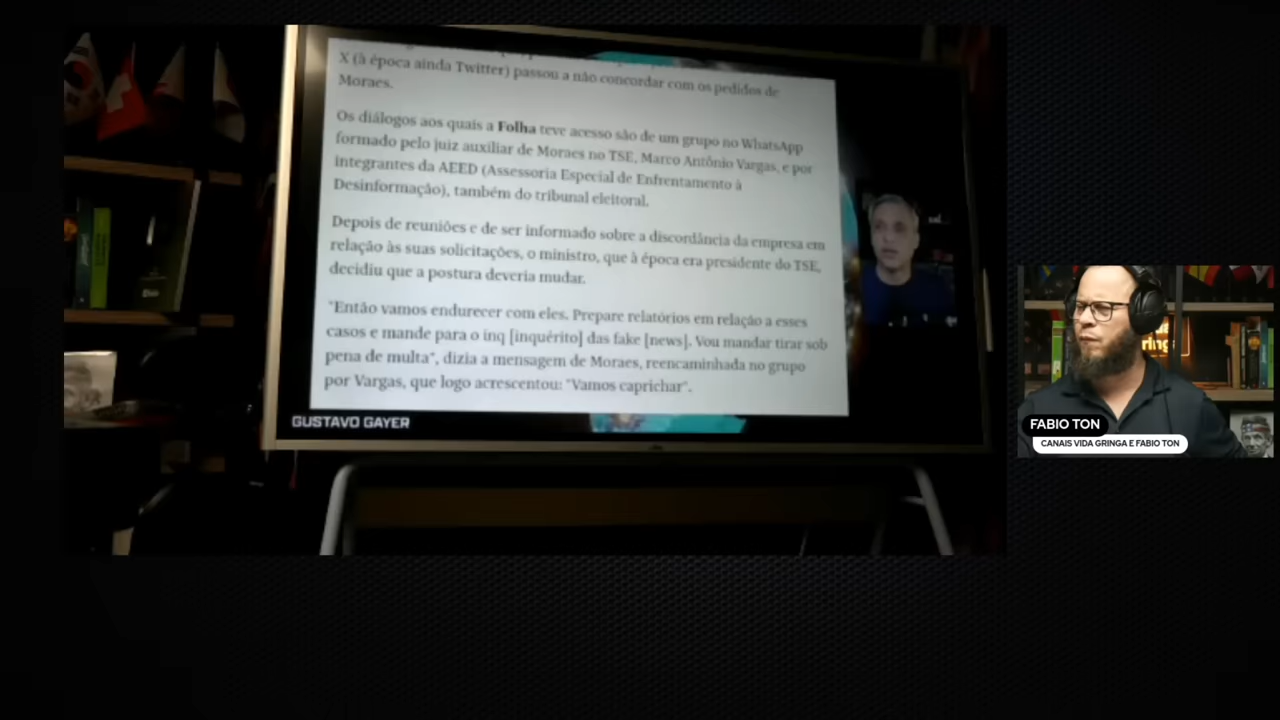 X (à época ainda Twitter) passou a não concordar com os pedidos de
Moraes.
Os diálogos aos quais a Folha teve acesso são de um grupo no WhatsApp
formado pelo juiz auxiliar de Moraes no TSE, Marco Antônio Vargas, e por
integrantes da AEED (Assessoria Especial de Enfrentamento à
Desinformação), também do tribunal eleitoral.
Depois de reuniões e de ser informado sobre a discordância da empresa em
relação às suas solicitações, o ministro, que à época era presidente do TSE,
decidiu que a postura deveria mudar.
"Então vamos endurecer com eles. Prepare relatórios em relação a esses
casos e mande para o inq [inquérito] das fake [news]. Vou mandar tirar sob
pena de multa", dizia a mensagem de Moraes, reencaminhada no grupo
por Vargas, que logo acrescentou: "Vamos caprichar".
GUSTAVO GAYER
FABIO TON
CANAIS VIDA GRINGA E FABIO TON